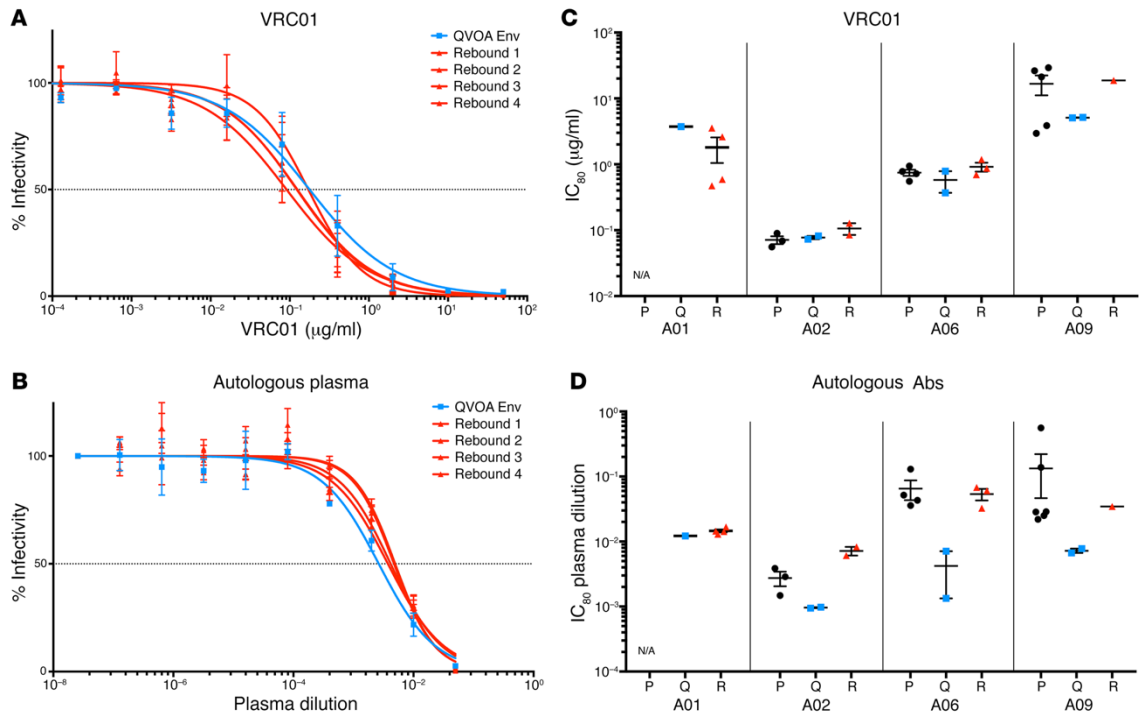 A
VRC01
% Infectivity
100
50
0
QVOA Env
Rebound 1
Rebound 2
Rebound 3
Rebound 4
10⁻⁴ 10⁻³ 10⁻² 10⁻¹ 10⁰ 10¹ 10²
VRC01 (μg/ml)
B
Autologous plasma
% Infectivity
100
50
0
QVOA Env
Rebound 1
Rebound 2
Rebound 3
Rebound 4
10⁻⁸ 10⁻⁶ 10⁻⁴ 10⁻² 10⁰
Plasma dilution
C
VRC01
IC₈₀ (μg/ml)
10²
10¹
10⁰
10⁻¹
10⁻²
N/A
P Q R P Q R P Q R P Q R
A01 A02 A06 A09
D
Autologous Abs
IC₈₀ plasma dilution
10⁰
10⁻¹
10⁻²
10⁻³
10⁻⁴
N/A
P Q R P Q R P Q R P Q R
A01 A02 A06 A09